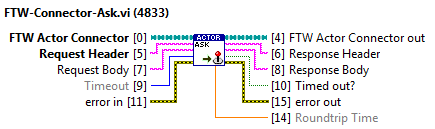 FTW-Connector-Ask.vi (4833)
FTW Actor Connector [0]
Request Header [5]
Request Body [7]
Timeout [9]
error in [11]
ACTOR
ASK
[4] FTW Actor Connector out
[6] Response Header
[8] Response Body
[10] Timed out?
[15] error out
[14] Roundtrip Time